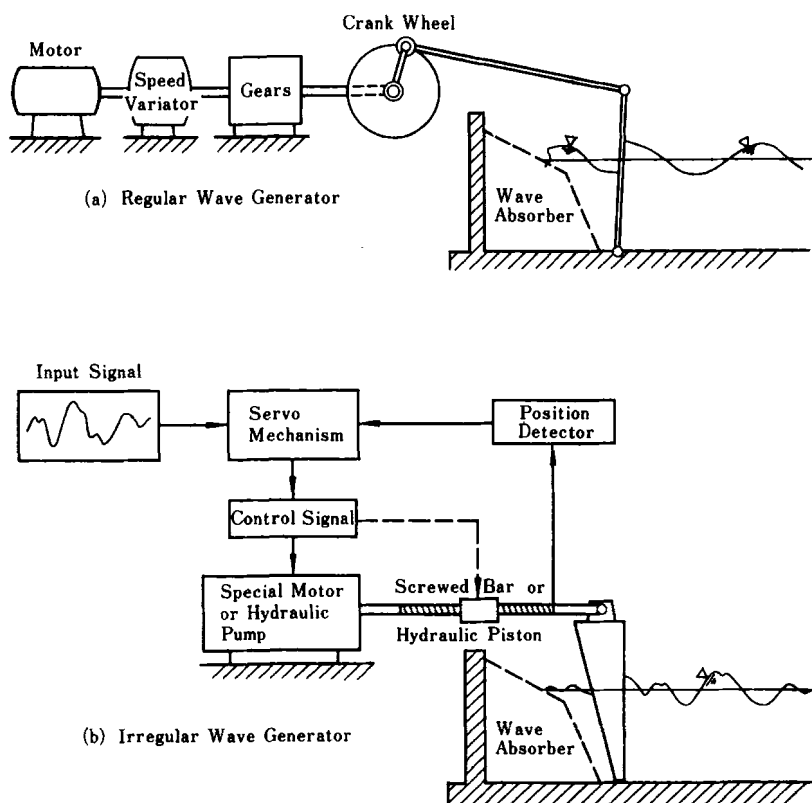 Crank Wheel
Motor
Speed
Variator
Gears
Wave
Absorber
(a) Regular Wave Generator
Input Signal
Servo
Mechanism
Position
Detector
Control Signal
Special Motor
or Hydraulic
Pump
Screwed Bar or
Hydraulic Piston
Wave
Absorber
(b) Irregular Wave Generator